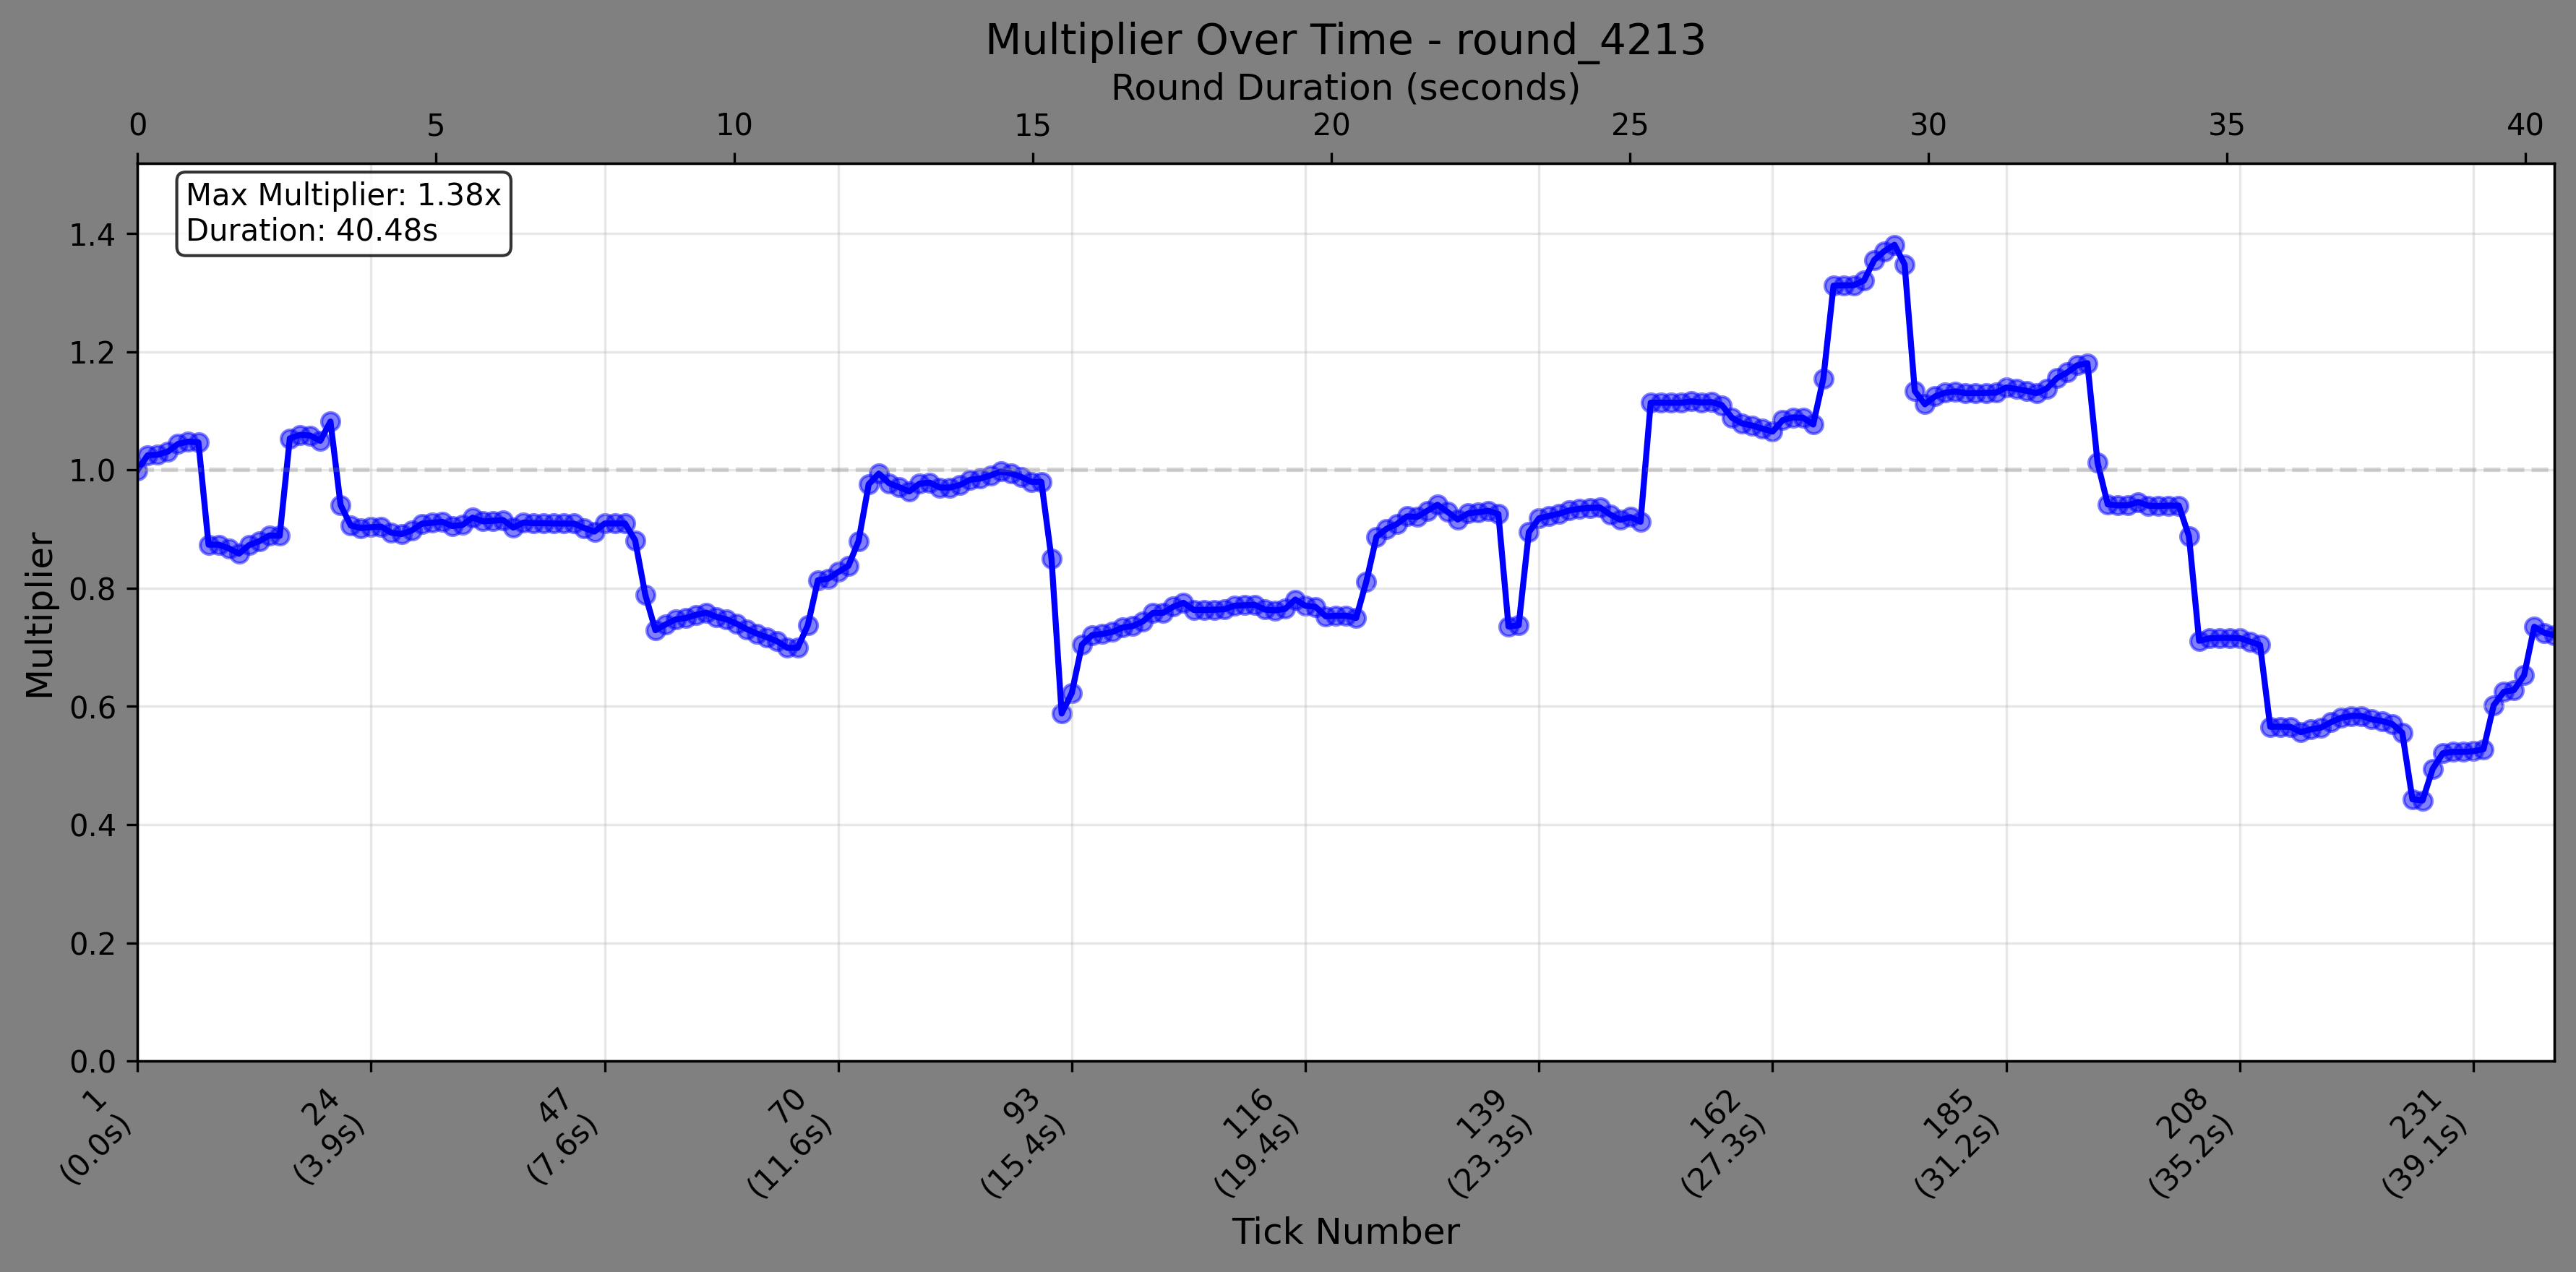 Multiplier Over Time - round_4213
Round Duration (seconds)
0 5 10 15 20 25 30 35 40
Max Multiplier: 1.38x
Duration: 40.48s
1.4
1.2
1.0
0.8
0.6
0.4
0.2
0.0
Multiplier
1
(0.0s)
24
(3.9s)
47
(7.6s)
70
(11.6s)
93
(15.4s)
116
(19.4s)
139
(23.3s)
162
(27.3s)
185
(31.2s)
208
(35.2s)
231
(39.1s)
Tick Number